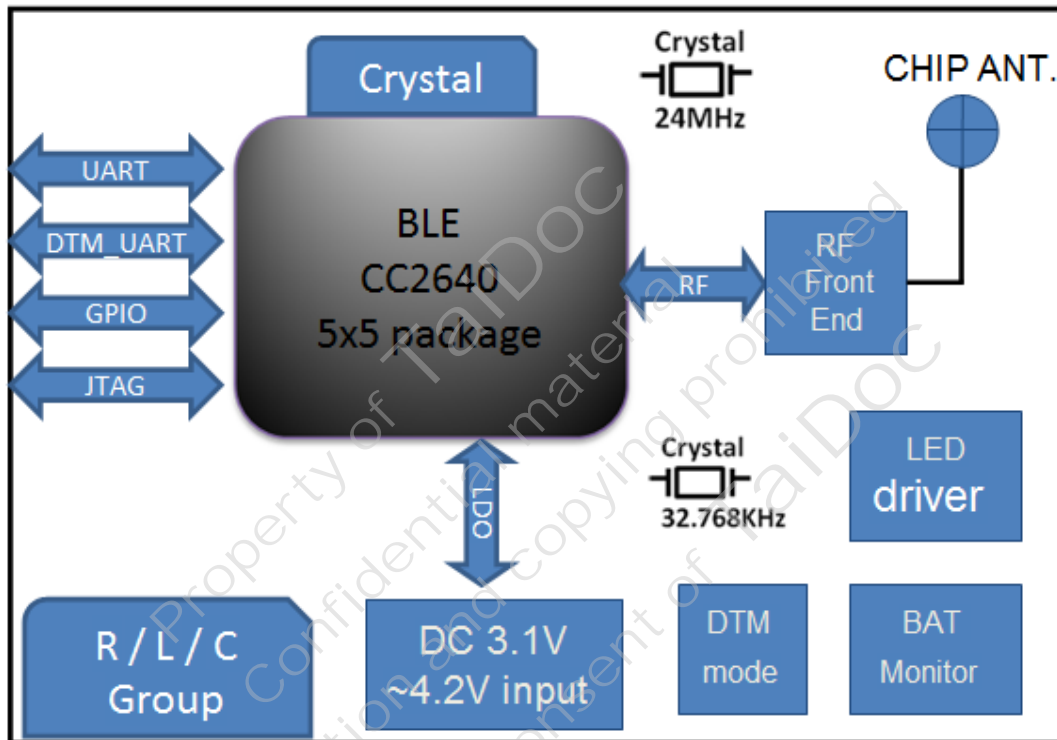 Crystal
Crystal
24MHz
CHIP ANT.
UART
DTM_UART
GPIO
JTAG
BLE
CC2640
5x5 package
RF
RF
Front
End
LDO
Crystal
32.768KHz
LED
driver
R / L / C
Group
DC 3.1V
~4.2V input
DTM
mode
BAT
Monitor
Property of TaiDOC
Confidential material
and copying prohibited
consent of TaiDOC